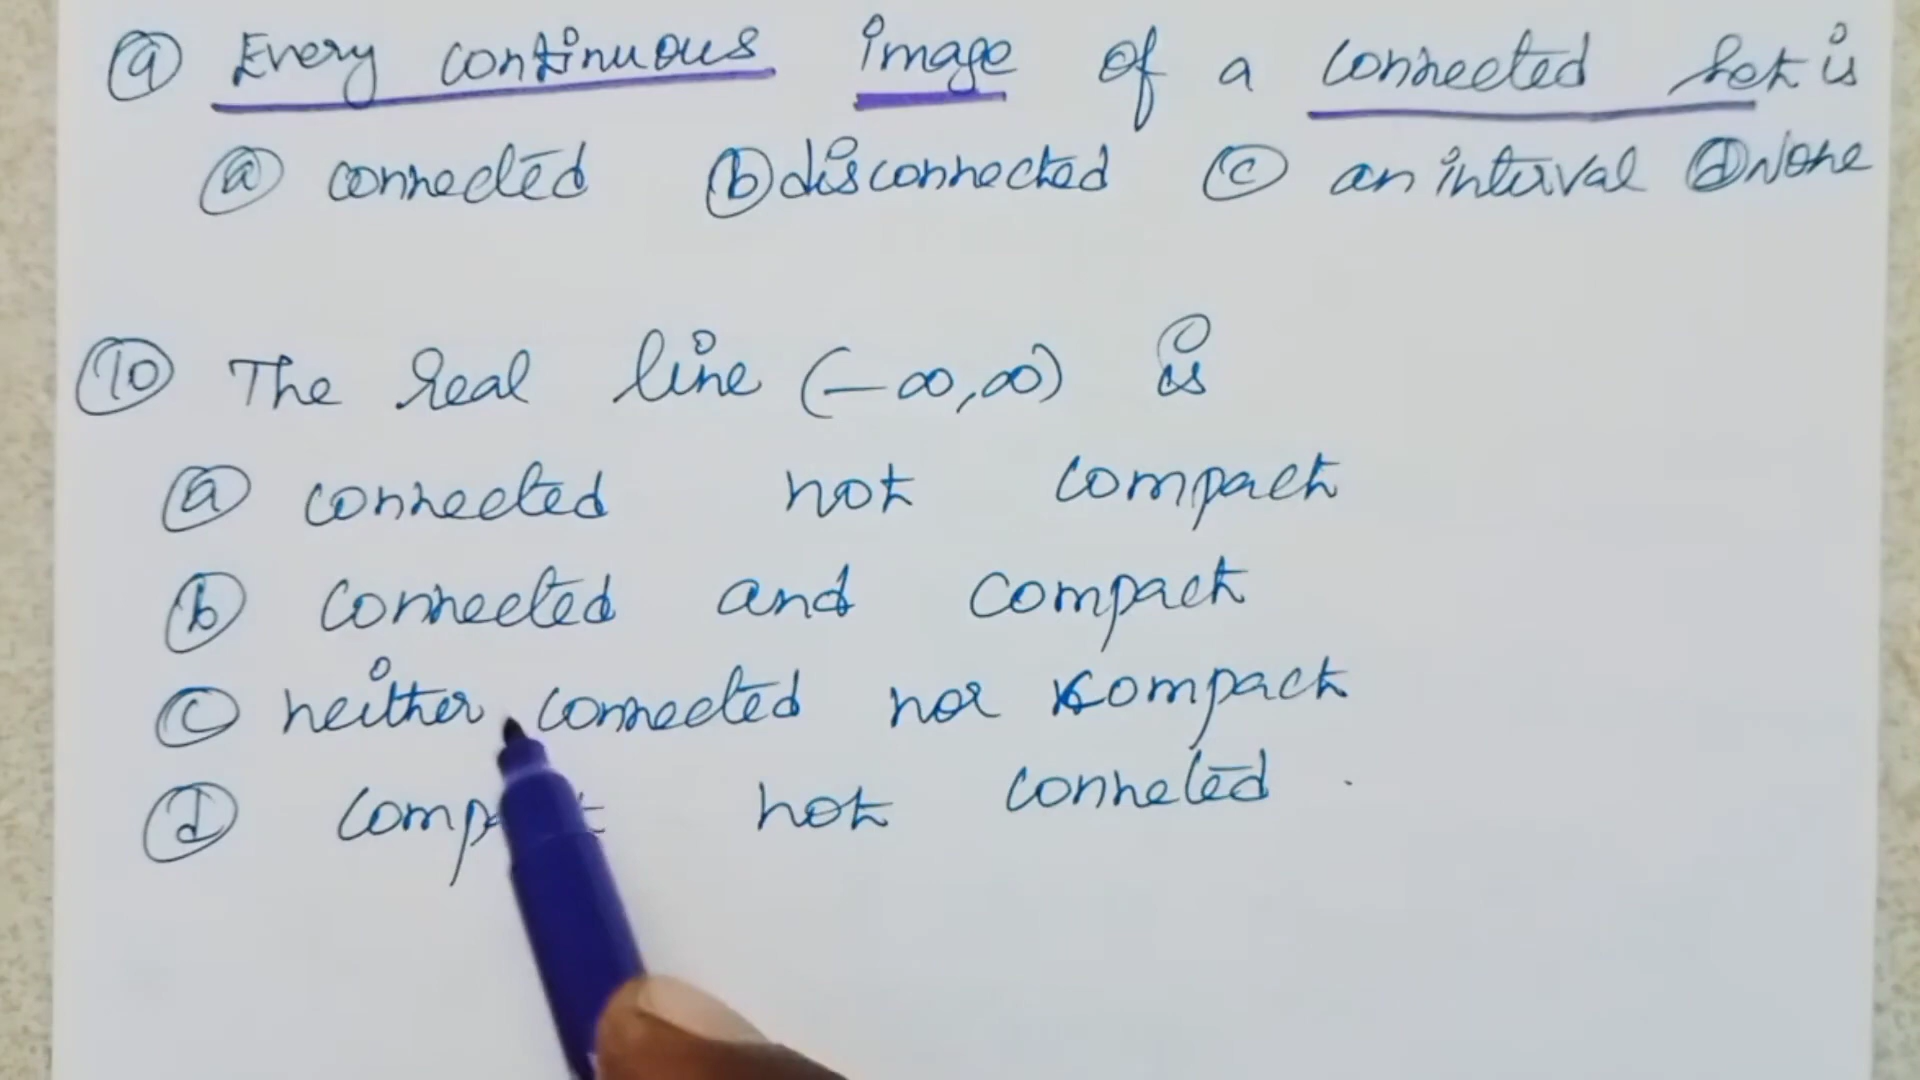 ⑨ Every continuous image of a connected set is
ⓐ connected ⓑ disconnected ⓒ an interval ⓓ None
⑩ The real line (-∞,∞) is
ⓐ connected not compact
ⓑ connected and compact
ⓒ neither connected nor compact
ⓓ not conneted